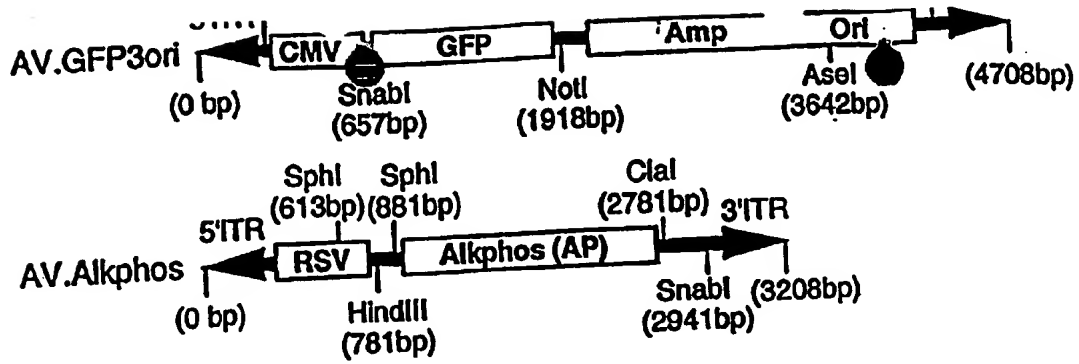 CMV GFP Amp Ori
AV.GFP3ori
(0 bp) SnabI NotI AseI (4708bp)
(657bp) (1918bp) (3642bp)
SphI SphI ClaI
(613bp) (881bp) (2781bp)
5'ITR 3'ITR
RSV Alkphos (AP)
AV.Alkphos
(0 bp) HindIII SnabI (3208bp)
(781bp) (2941bp)